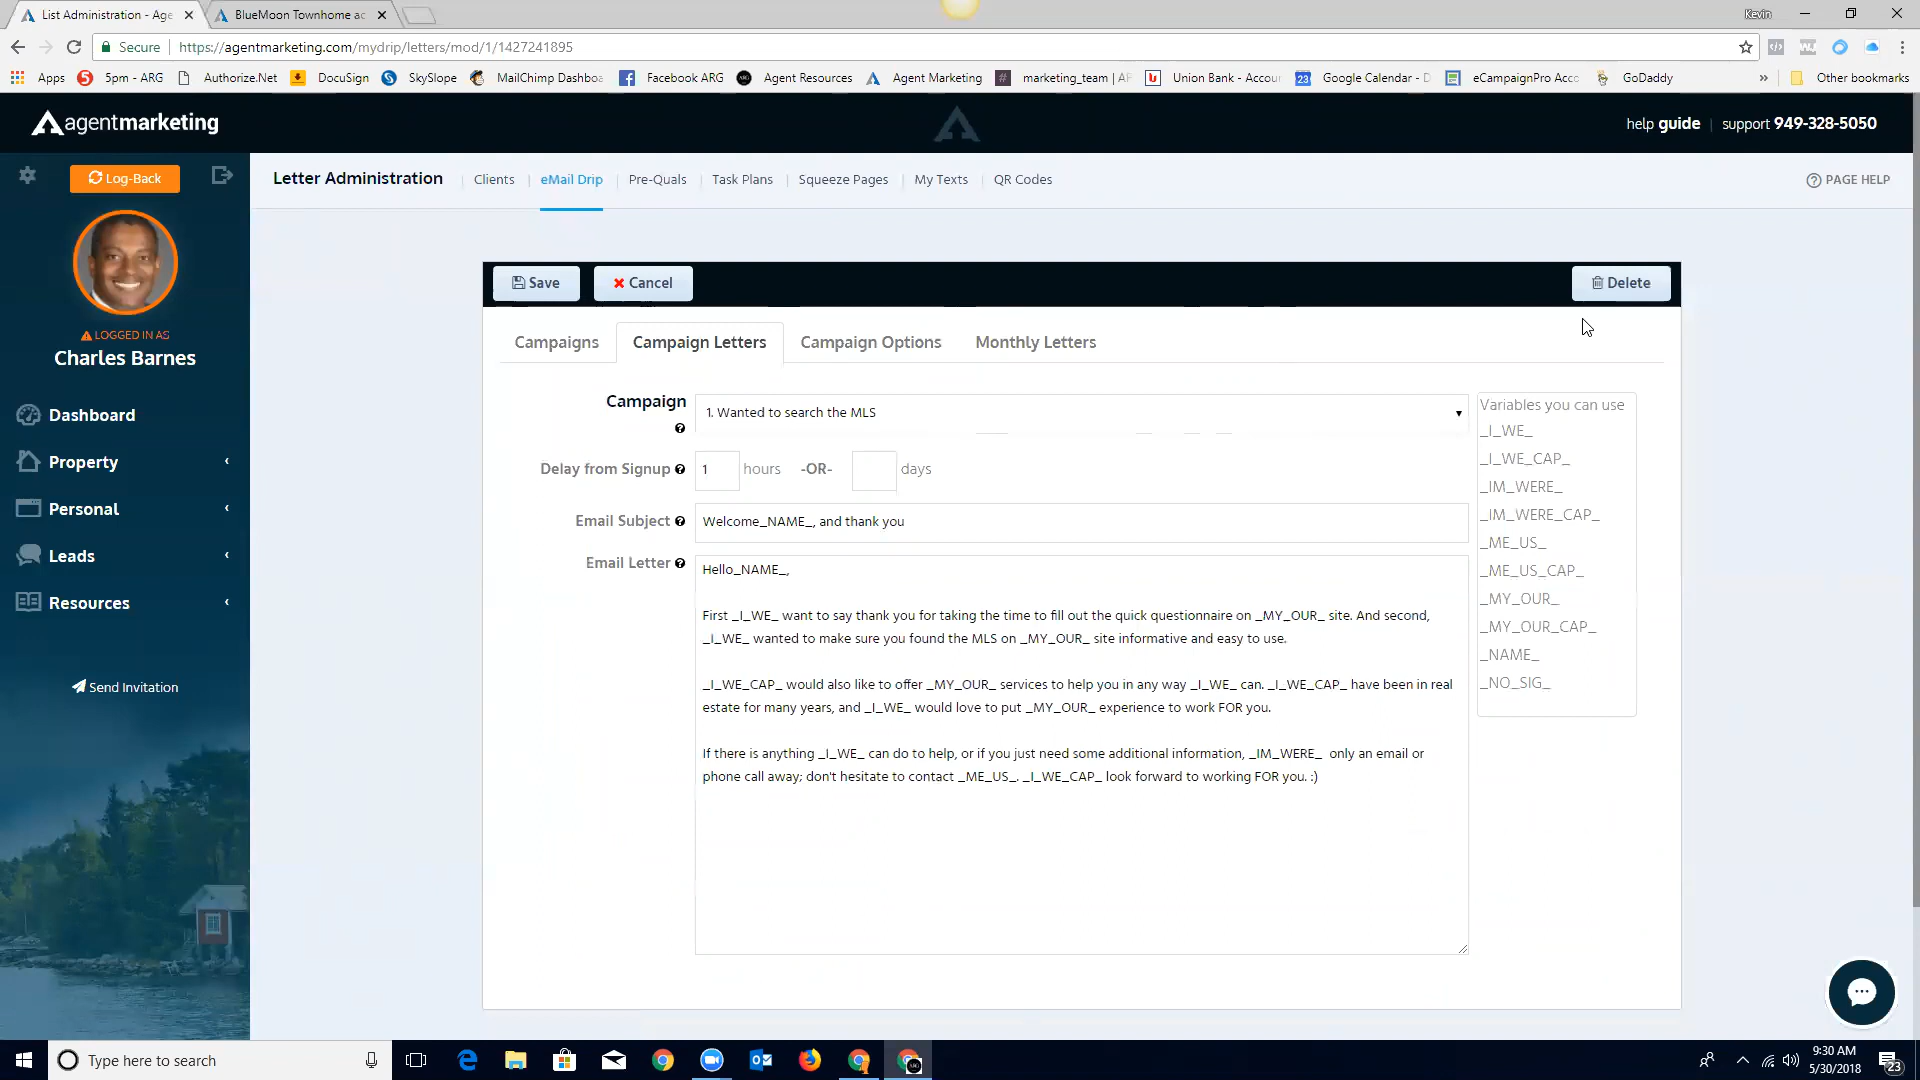 List Administration - Age
BlueMoon Townhome ac
Kevin
Secure
https://agentmarketing.com/mydrip/letters/mod/1/1427241895
Apps
5pm - ARG
Authorize.Net
DocuSign
SkySlope
MailChimp Dashboa
Facebook ARG
Agent Resources
Agent Marketing
marketing_team | AR
Union Bank - Accou
Google Calendar - D
eCampaignPro Acco
GoDaddy
»
Other bookmarks
agentmarketing
help guide | support 949-328-5050
Log-Back
Letter Administration
Clients
eMail Drip
Pre-Quals
Task Plans
Squeeze Pages
My Texts
QR Codes
PAGE HELP
LOGGED IN AS
Charles Barnes
Dashboard
Property
Personal
Leads
Resources
Send Invitation
Save
Cancel
Delete
Campaigns
Campaign Letters
Campaign Options
Monthly Letters
Campaign
1. Wanted to search the MLS
Delay from Signup
1 hours -OR- days
Email Subject
Welcome_NAME_, and thank you
Email Letter
Hello_NAME_,
First _I_WE_ want to say thank you for taking the time to fill out the quick questionnaire on _MY_OUR_ site. And second,
_I_WE_ wanted to make sure you found the MLS on _MY_OUR_ site informative and easy to use.
_I_WE_CAP_ would also like to offer _MY_OUR_ services to help you in any way _I_WE_ can. _I_WE_CAP_ have been in real
estate for many years, and _I_WE_ would love to put _MY_OUR_ experience to work FOR you.
If there is anything _I_WE_ can do to help, or if you just need some additional information, _IM_WERE_ only an email or
phone call away; don't hesitate to contact _ME_US_. _I_WE_CAP_ look forward to working FOR you. :)
Variables you can use
_I_WE_
_I_WE_CAP_
_IM_WERE_
_IM_WERE_CAP_
_ME_US_
_ME_US_CAP_
_MY_OUR_
_MY_OUR_CAP_
_NAME_
_NO_SIG_
Type here to search
9:30 AM
5/30/2018
23